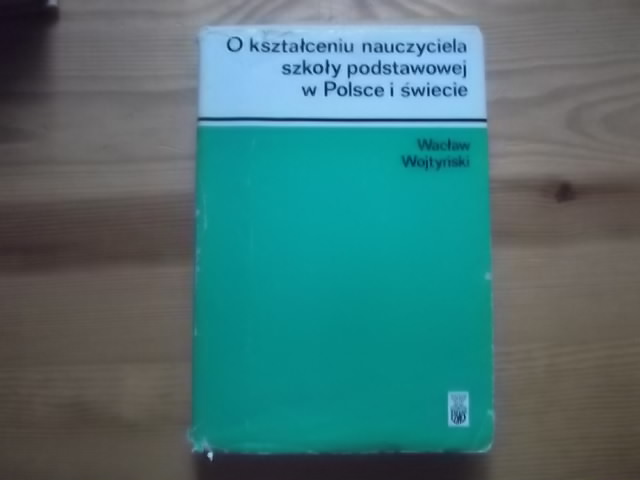 O kształceniu nauczyciela
szkoły podstawowej
w Polsce i świecie
Wacław
Wojtyński